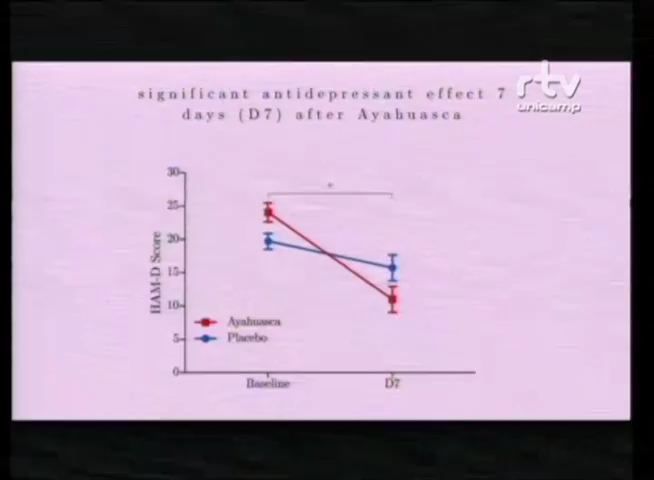 significant antidepressant effect 7
days (D7) after Ayahuasca
rtv
unicamp
30
*
25
20
15
10
5
0
HAM-D Score
Ayahuasca
Placebo
Baseline
D7